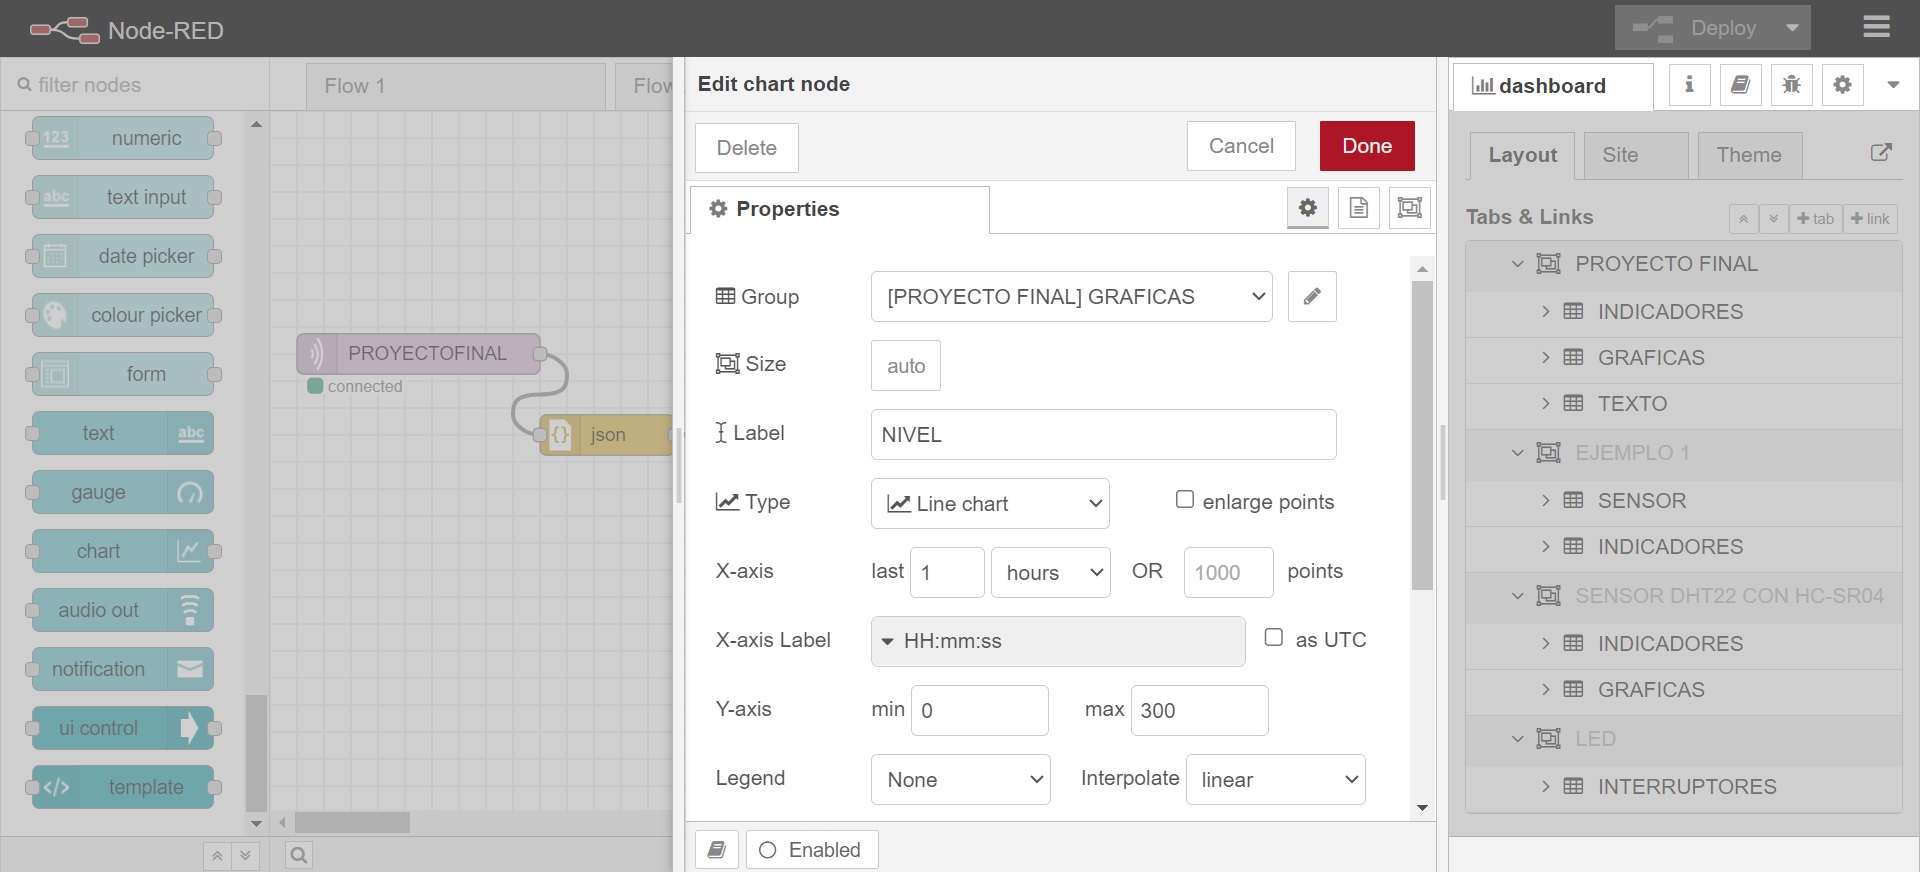 Node-RED
Deploy
filter nodes
Flow 1
Flow
123 numeric
abc text input
date picker
colour picker
form
text abc
gauge
chart
audio out
notification
ui control
</> template
PROYECTOFINAL
connected
{} json
Edit chart node
Delete
Cancel
Done
Properties
Group
[PROYECTO FINAL] GRAFICAS
Size
auto
Label
NIVEL
Type
Line chart
enlarge points
X-axis
last 1 hours OR 1000 points
X-axis Label
HH:mm:ss
as UTC
Y-axis
min 0 max 300
Legend
None
Interpolate
linear
Enabled
dashboard
i
Layout
Site
Theme
Tabs & Links
+ tab
+ link
PROYECTO FINAL
INDICADORES
GRAFICAS
TEXTO
EJEMPLO 1
SENSOR
INDICADORES
SENSOR DHT22 CON HC-SR04
INDICADORES
GRAFICAS
LED
INTERRUPTORES